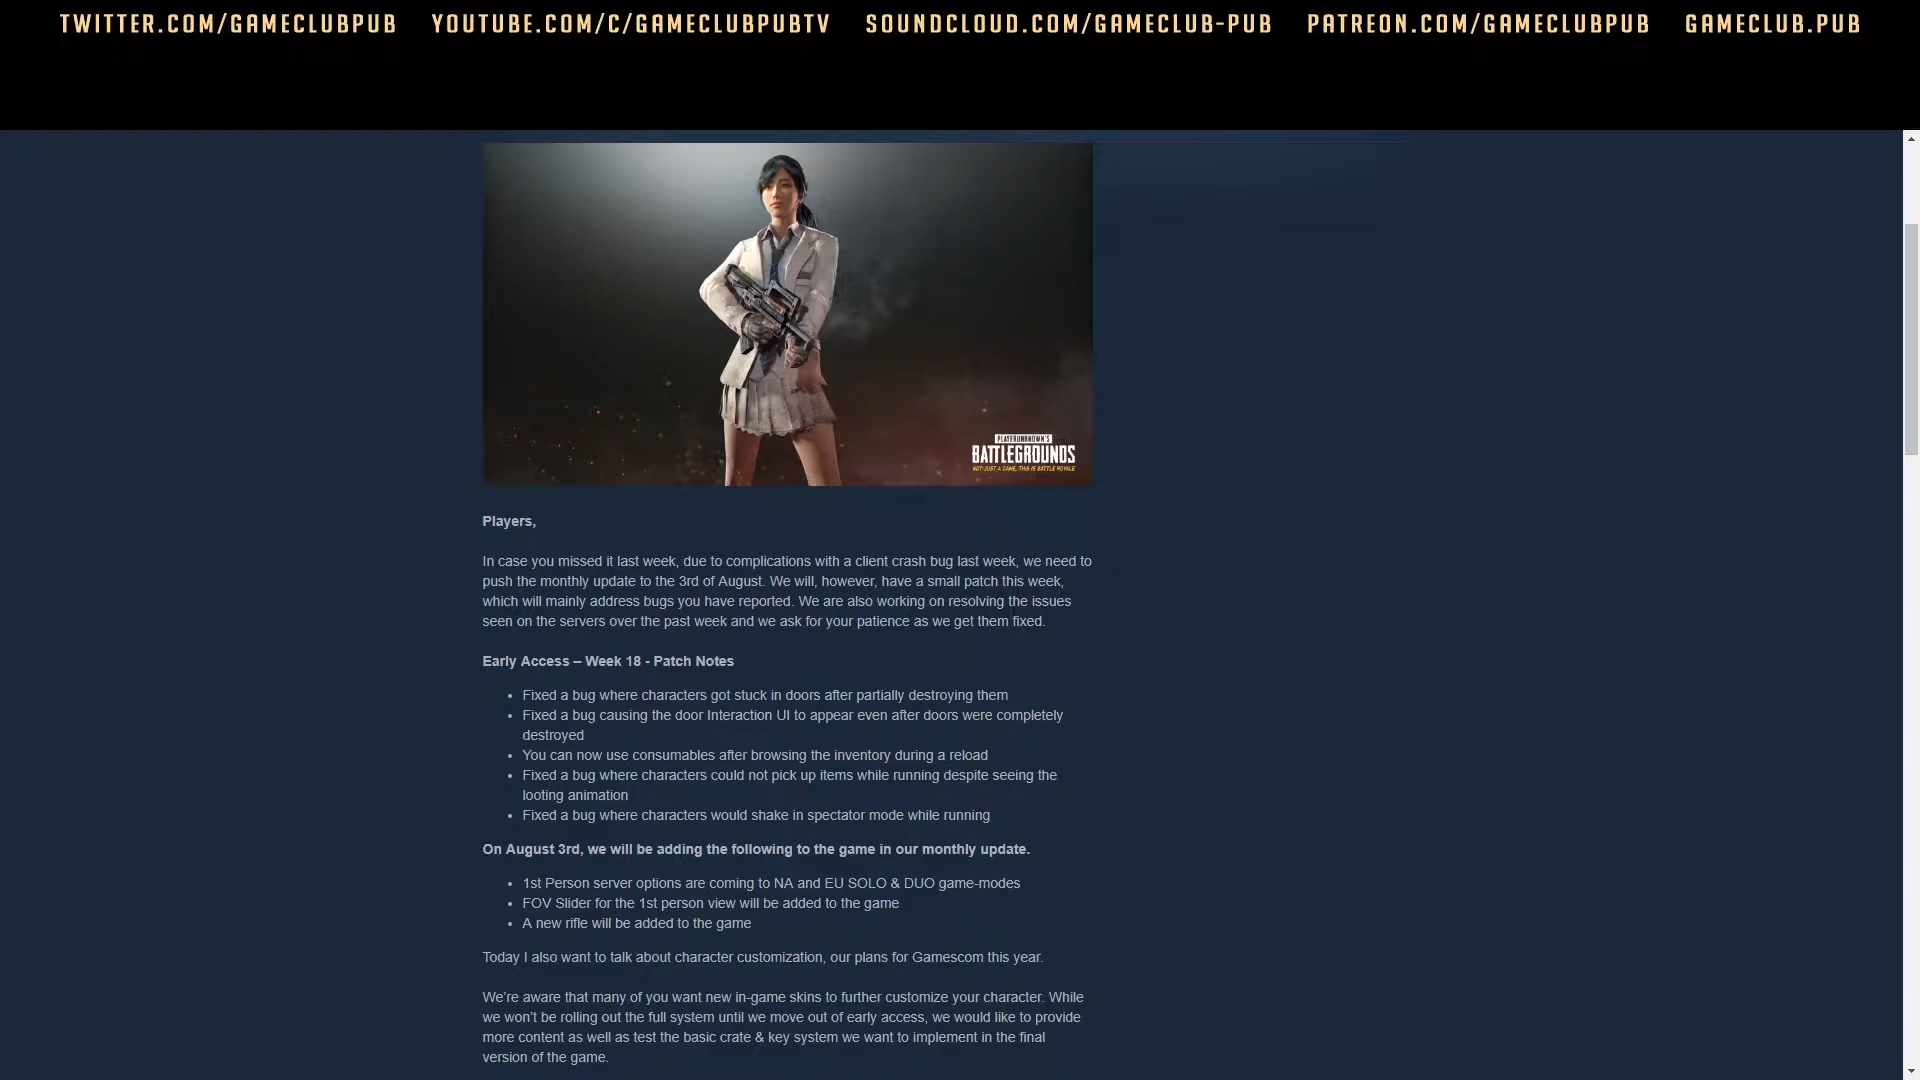 TWITTER.COM/GAMECLUBPUB YOUTUBE.COM/C/GAMECLUBPUBTV SOUNDCLOUD.COM/GAMECLUB-PUB PATREON.COM/GAMECLUBPUB GAMECLUB.PUB
PLAYERUNKNOWN'S
BATTLEGROUNDS
NOT JUST A GAME, THIS IS BATTLE ROYALE
Players,
In case you missed it last week, due to complications with a client crash bug last week, we need to
push the monthly update to the 3rd of August. We will, however, have a small patch this week,
which will mainly address bugs you have reported. We are also working on resolving the issues
seen on the servers over the past week and we ask for your patience as we get them fixed.
Early Access – Week 18 - Patch Notes
• Fixed a bug where characters got stuck in doors after partially destroying them
• Fixed a bug causing the door Interaction UI to appear even after doors were completely
destroyed
• You can now use consumables after browsing the inventory during a reload
• Fixed a bug where characters could not pick up items while running despite seeing the
looting animation
• Fixed a bug where characters would shake in spectator mode while running
On August 3rd, we will be adding the following to the game in our monthly update.
• 1st Person server options are coming to NA and EU SOLO & DUO game-modes
• FOV Slider for the 1st person view will be added to the game
• A new rifle will be added to the game
Today I also want to talk about character customization, our plans for Gamescom this year.
We’re aware that many of you want new in-game skins to further customize your character. While
we won’t be rolling out the full system until we move out of early access, we would like to provide
more content as well as test the basic crate & key system we want to implement in the final
version of the game.